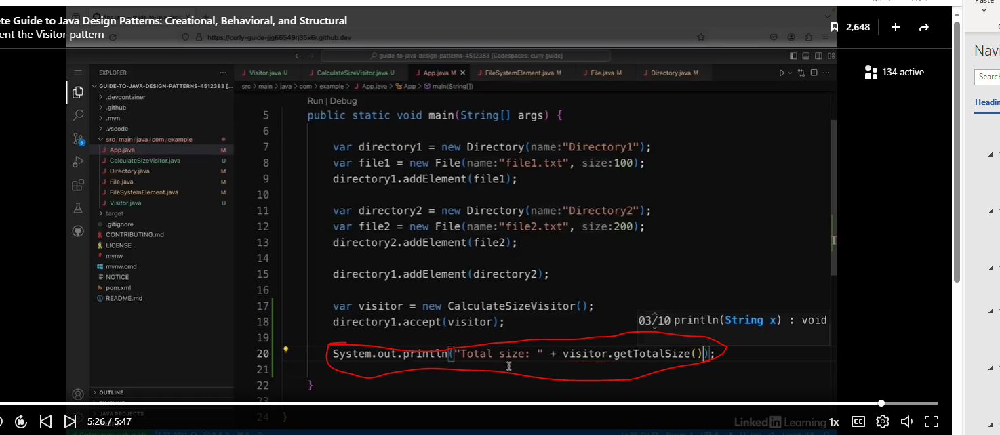 te Guide to Java Design Patterns: Creational, Behavioral, and Structural
ent the Visitor pattern
https://curly-guide-jjg66549rj35x6r.github.dev
2,648
134 active
guide-to-java-design-patterns-4512383 [Codespaces: curly guide]
EXPLORER
Visitor.java U
CalculateSizeVisitor.java U
App.java M
FileSystemElement.java M
File.java M
Directory.java M
src > main > java > com > example > App.java > App > main(String[])
GUIDE-TO-JAVA-DESIGN-PATTERNS-4512383 [...
.devcontainer
.github
.mvn
.vscode
src / main / java / com / example
App.java M
CalculateSizeVisitor.java U
Directory.java M
File.java M
FileSystemElement.java M
Visitor.java U
target
.gitignore
CONTRIBUTING.md
LICENSE
mvnw
mvnw.cmd
NOTICE
pom.xml
README.md
OUTLINE
TIMELINE
JAVA PROJECTS
6
Run | Debug
5 public static void main(String[] args) {
6
7 var directory1 = new Directory(name:"Directory1");
8 var file1 = new File(name:"file1.txt", size:100);
9 directory1.addElement(file1);
10
11 var directory2 = new Directory(name:"Directory2");
12 var file2 = new File(name:"file2.txt", size:200);
13 directory2.addElement(file2);
14
15 directory1.addElement(directory2);
16
17 var visitor = new CalculateSizeVisitor();
18 directory1.accept(visitor);
03/10 println(String x) : void
19
20 System.out.println("Total size: " + visitor.getTotalSize());
21
22 }
23
24 }
10
5:26 / 5:47
LinkedIn Learning
1x
CC
Paste
Navi
Search
Headin